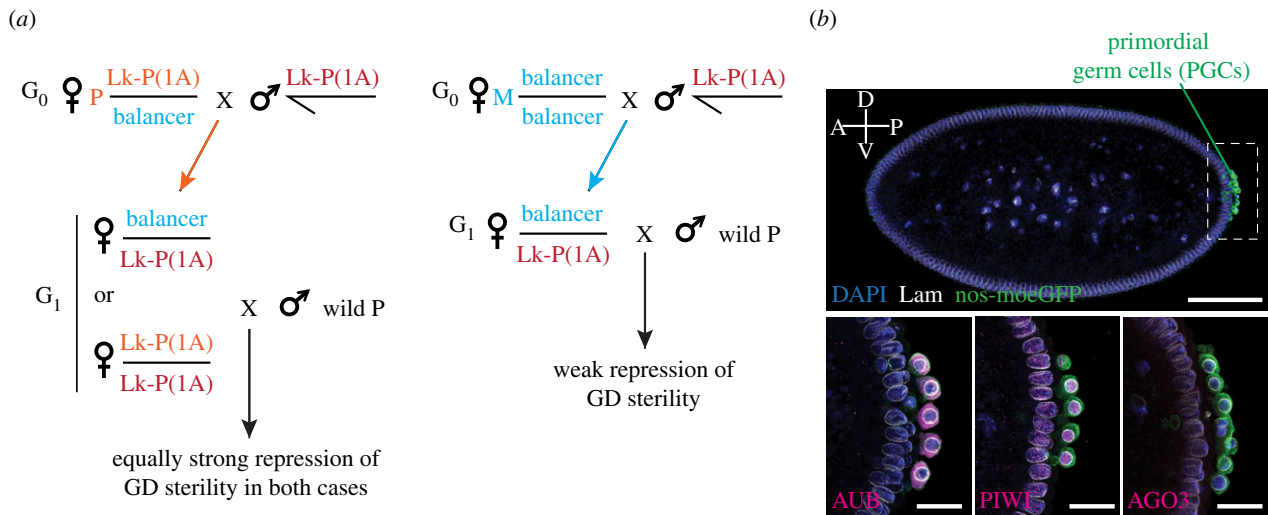 (a)
G0 ♀ P Lk-P(1A) X ♂ Lk-P(1A)
balancer
G1
♀ balancer
Lk-P(1A)
or
X ♂ wild P
♀ Lk-P(1A)
Lk-P(1A)
equally strong repression of
GD sterility in both cases
G0 ♀ M balancer X ♂ Lk-P(1A)
balancer
G1 ♀ balancer X ♂ wild P
Lk-P(1A)
weak repression of
GD sterility
(b)
primordial
germ cells (PGCs)
D
A P
V
DAPI Lam nos-moeGFP
AUB PIWI AGO3